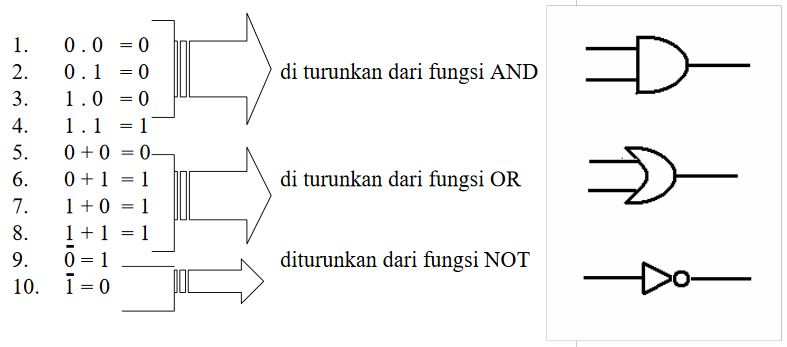 1. 0 . 0 = 0
2. 0 . 1 = 0
di turunkan dari fungsi AND
3. 1 . 0 = 0
4. 1 . 1 = 1
5. 0 + 0 = 0
6. 0 + 1 = 1
di turunkan dari fungsi OR
7. 1 + 0 = 1
8. 1 + 1 = 1
9. 0̅ = 1
diturunkan dari fungsi NOT
10. 1̅ = 0